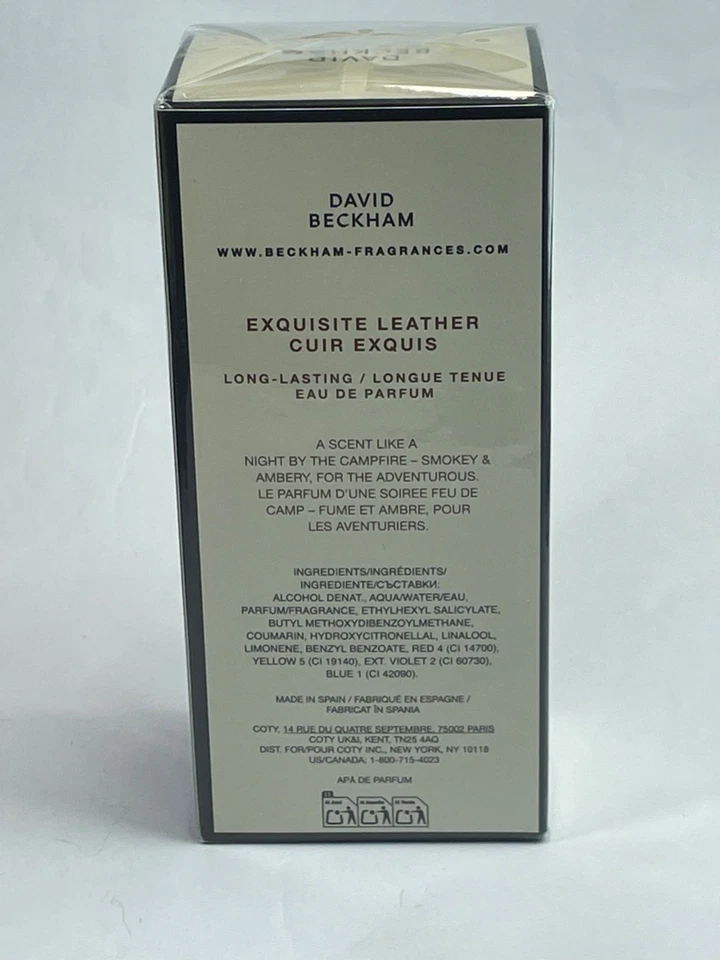 DAVID
BECKHAM
DAVID
BECKHAM
WWW.BECKHAM-FRAGRANCES.COM
EXQUISITE LEATHER
CUIR EXQUIS
LONG-LASTING / LONGUE TENUE
EAU DE PARFUM
A SCENT LIKE A
NIGHT BY THE CAMPFIRE – SMOKEY &
AMBERY, FOR THE ADVENTUROUS.
LE PARFUM D'UNE SOIREE FEU DE
CAMP – FUME ET AMBRE, POUR
LES AVENTURIERS.
INGREDIENTS/INGRÉDIENTS/
INGREDIENTE/СЪСТАВКИ:
ALCOHOL DENAT., AQUA/WATER/EAU,
PARFUM/FRAGRANCE, ETHYLHEXYL SALICYLATE,
BUTYL METHOXYDIBENZOYLMETHANE,
COUMARIN, HYDROXYCITRONELLAL, LINALOOL,
LIMONENE, BENZYL BENZOATE, RED 4 (CI 14700),
YELLOW 5 (CI 19140), EXT. VIOLET 2 (CI 60730),
BLUE 1 (CI 42090).
MADE IN SPAIN / FABRIQUÉ EN ESPAGNE /
FABRICAT ÎN SPANIA
COTY, 14 RUE DU QUATRE SEPTEMBRE, 75002 PARIS
COTY UK&I, KENT, TN25 4AQ
DIST. FOR/POUR COTY INC., NEW YORK, NY 10118
US/CANADA: 1-800-715-4023
APĂ DE PARFUM